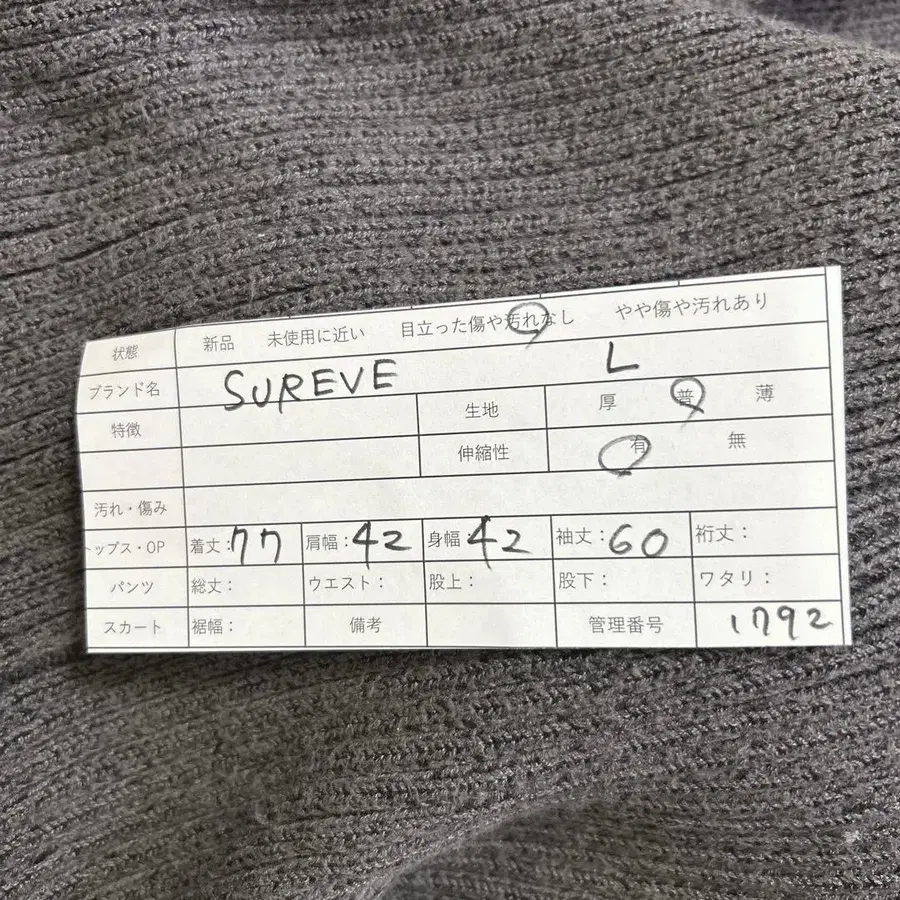 状態 新品 未使用に近い 目立った傷や汚れなし やや傷や汚れあり
ブランド名 SUREVE L
特徴 生地 厚 普 薄
伸縮性 有 無
汚れ・傷み
トップス・OP 着丈:77 肩幅:42 身幅 42 袖丈:60 裄丈:
パンツ 総丈: ウエスト: 股上: 股下: ワタリ:
スカート 裾幅: 備考 管理番号 1792